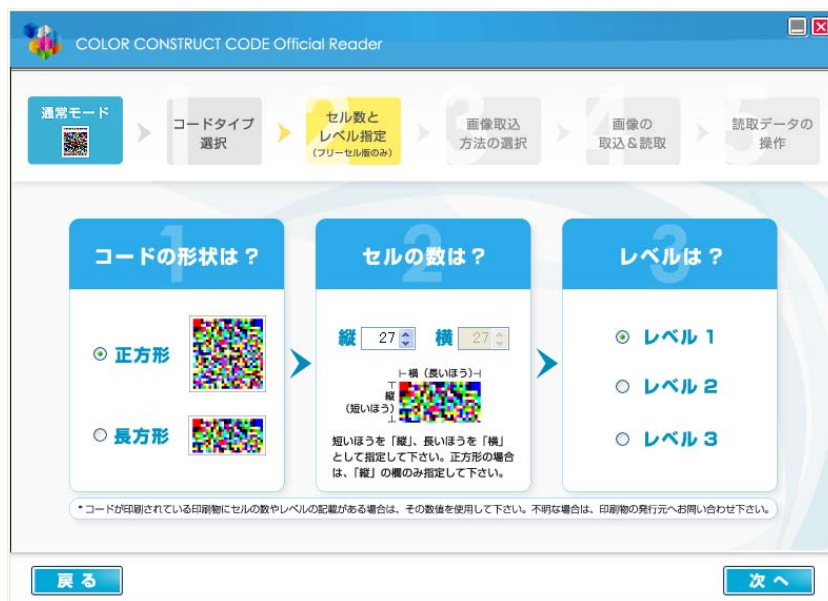 COLOR CONSTRUCT CODE Official Reader
通常モード
1
コードタイプ
選択
2
セル数と
レベル指定
(フリーセル版のみ)
3
画像取込
方法の選択
4
画像の
取込&読取
5
読取データの
操作
1
コードの形状は?
正方形
長方形
2
セルの数は?
縦 27 横 27
横(長いほう)
縦
(短いほう)
短いほうを「縦」、長いほうを「横」
として指定して下さい。正方形の場合
は、「縦」の欄のみ指定して下さい。
3
レベルは?
レベル 1
レベル 2
レベル 3
*コードが印刷されている印刷物にセルの数やレベルの記載がある場合は、その数値を使用して下さい。不明な場合は、印刷物の発行元へお問い合わせ下さい。
戻る
次へ